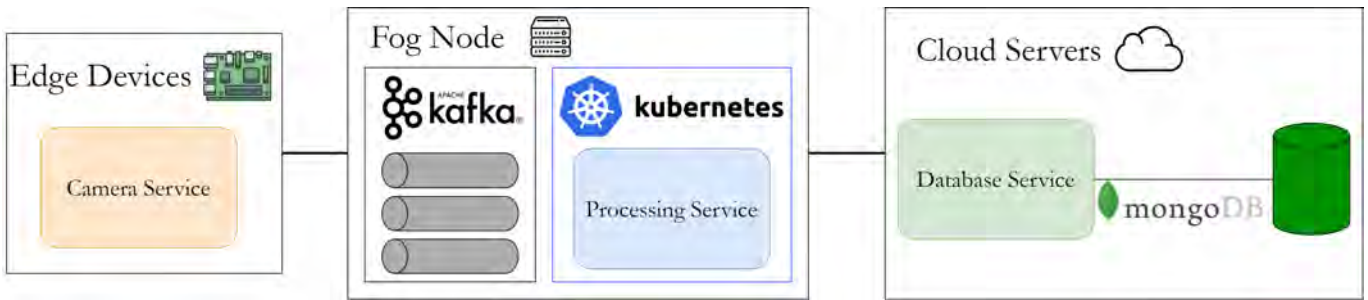 Edge Devices
Camera Service
Fog Node
APACHE
kafka®
kubernetes
Processing Service
Cloud Servers
Database Service
mongoDB